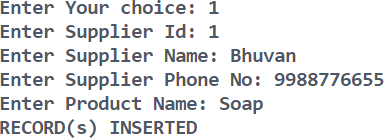 Enter Your choice: 1
Enter Supplier Id: 1
Enter Supplier Name: Bhuvan
Enter Supplier Phone No: 9988776655
Enter Product Name: Soap
RECORD(s) INSERTED